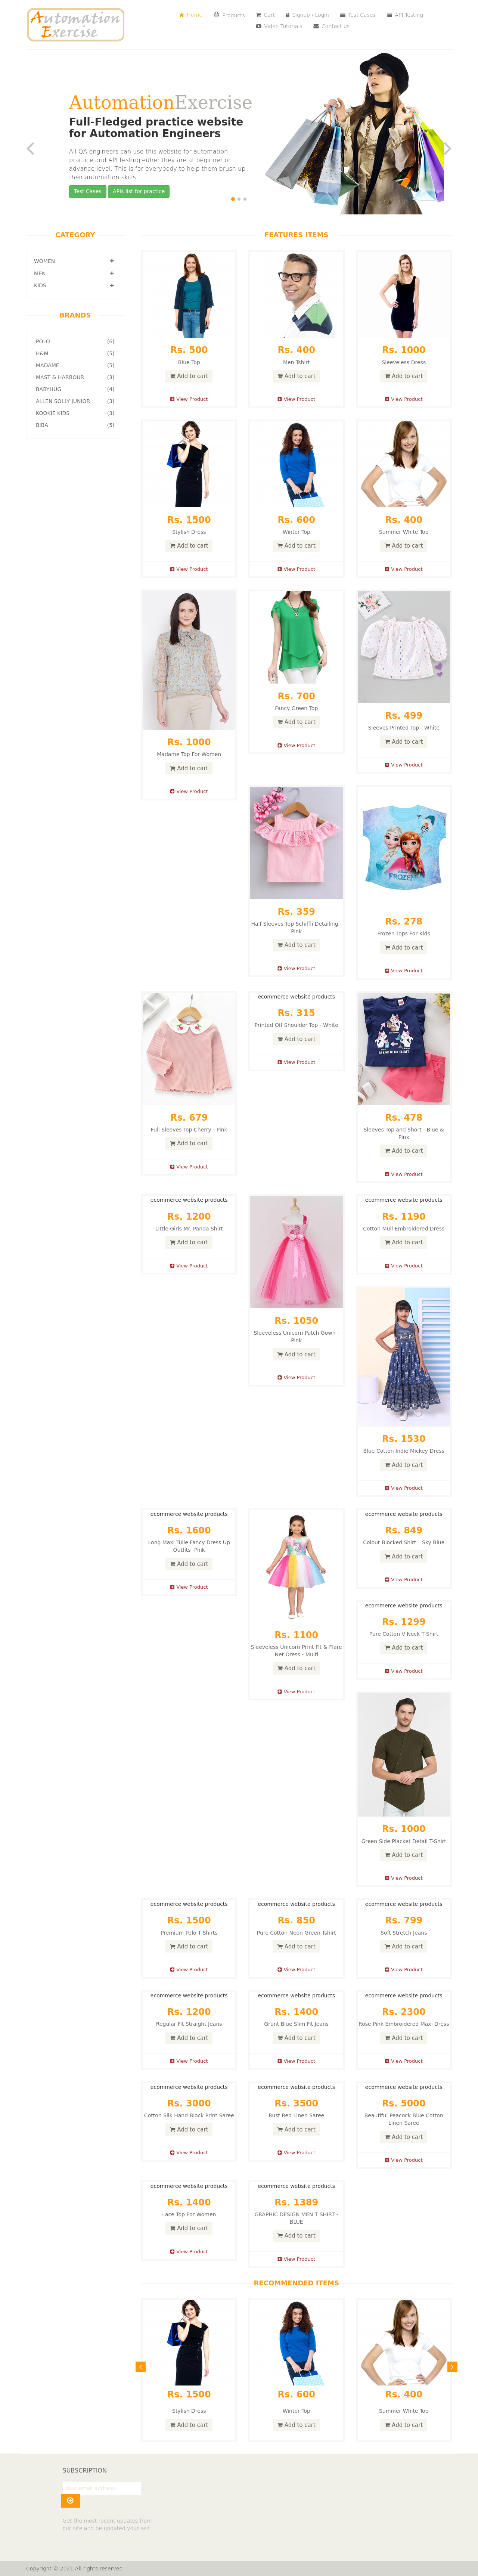 Automation
Exercise
Home
Products
Cart
Signup / Login
Test Cases
API Testing
Video Tutorials
Contact us
AutomationExercise
Full-Fledged practice website
for Automation Engineers
All QA engineers can use this website for automation
practice and API testing either they are at beginner or
advance level. This is for everybody to help them brush up
their automation skills.
Test Cases
APIs list for practice
CATEGORY
WOMEN
MEN
KIDS
BRANDS
POLO (6)
H&M (5)
MADAME (5)
MAST & HARBOUR (3)
BABYHUG (4)
ALLEN SOLLY JUNIOR (3)
KOOKIE KIDS (3)
BIBA (5)
FEATURES ITEMS
Rs. 500
Blue Top
Add to cart
View Product
Rs. 400
Men Tshirt
Add to cart
View Product
Rs. 1000
Sleeveless Dress
Add to cart
View Product
Rs. 1500
Stylish Dress
Add to cart
View Product
Rs. 600
Winter Top
Add to cart
View Product
Rs. 400
Summer White Top
Add to cart
View Product
Rs. 1000
Madame Top For Women
Add to cart
View Product
Rs. 700
Fancy Green Top
Add to cart
View Product
Rs. 499
Sleeves Printed Top - White
Add to cart
View Product
Rs. 359
Half Sleeves Top Schiffli Detailing -
Pink
Add to cart
View Product
FROZEN
Rs. 278
Frozen Tops For Kids
Add to cart
View Product
Rs. 679
Full Sleeves Top Cherry - Pink
Add to cart
View Product
ecommerce website products
Rs. 315
Printed Off Shoulder Top - White
Add to cart
View Product
Rs. 478
Sleeves Top and Short - Blue &
Pink
Add to cart
View Product
ecommerce website products
Rs. 1200
Little Girls Mr. Panda Shirt
Add to cart
View Product
Rs. 1050
Sleeveless Unicorn Patch Gown -
Pink
Add to cart
View Product
ecommerce website products
Rs. 1190
Cotton Mull Embroidered Dress
Add to cart
View Product
Rs. 1530
Blue Cotton Indie Mickey Dress
Add to cart
View Product
ecommerce website products
Rs. 1600
Long Maxi Tulle Fancy Dress Up
Outfits -Pink
Add to cart
View Product
Rs. 1100
Sleeveless Unicorn Print Fit & Flare
Net Dress - Multi
Add to cart
View Product
ecommerce website products
Rs. 849
Colour Blocked Shirt – Sky Blue
Add to cart
View Product
ecommerce website products
Rs. 1299
Pure Cotton V-Neck T-Shirt
Add to cart
View Product
Rs. 1000
Green Side Placket Detail T-Shirt
Add to cart
View Product
ecommerce website products
Rs. 1500
Premium Polo T-Shirts
Add to cart
View Product
ecommerce website products
Rs. 850
Pure Cotton Neon Green Tshirt
Add to cart
View Product
ecommerce website products
Rs. 799
Soft Stretch Jeans
Add to cart
View Product
ecommerce website products
Rs. 1200
Regular Fit Straight Jeans
Add to cart
View Product
ecommerce website products
Rs. 1400
Grunt Blue Slim Fit Jeans
Add to cart
View Product
ecommerce website products
Rs. 2300
Rose Pink Embroidered Maxi Dress
Add to cart
View Product
ecommerce website products
Rs. 3000
Cotton Silk Hand Block Print Saree
Add to cart
View Product
ecommerce website products
Rs. 3500
Rust Red Linen Saree
Add to cart
View Product
ecommerce website products
Rs. 5000
Beautiful Peacock Blue Cotton
Linen Saree
Add to cart
View Product
ecommerce website products
Rs. 1400
Lace Top For Women
Add to cart
View Product
ecommerce website products
Rs. 1389
GRAPHIC DESIGN MEN T SHIRT -
BLUE
Add to cart
View Product
RECOMMENDED ITEMS
Rs. 1500
Stylish Dress
Add to cart
Rs. 600
Winter Top
Add to cart
Rs. 400
Summer White Top
Add to cart
SUBSCRIPTION
Your email address
Get the most recent updates from
our site and be updated your self.
Copyright © 2021 All rights reserved